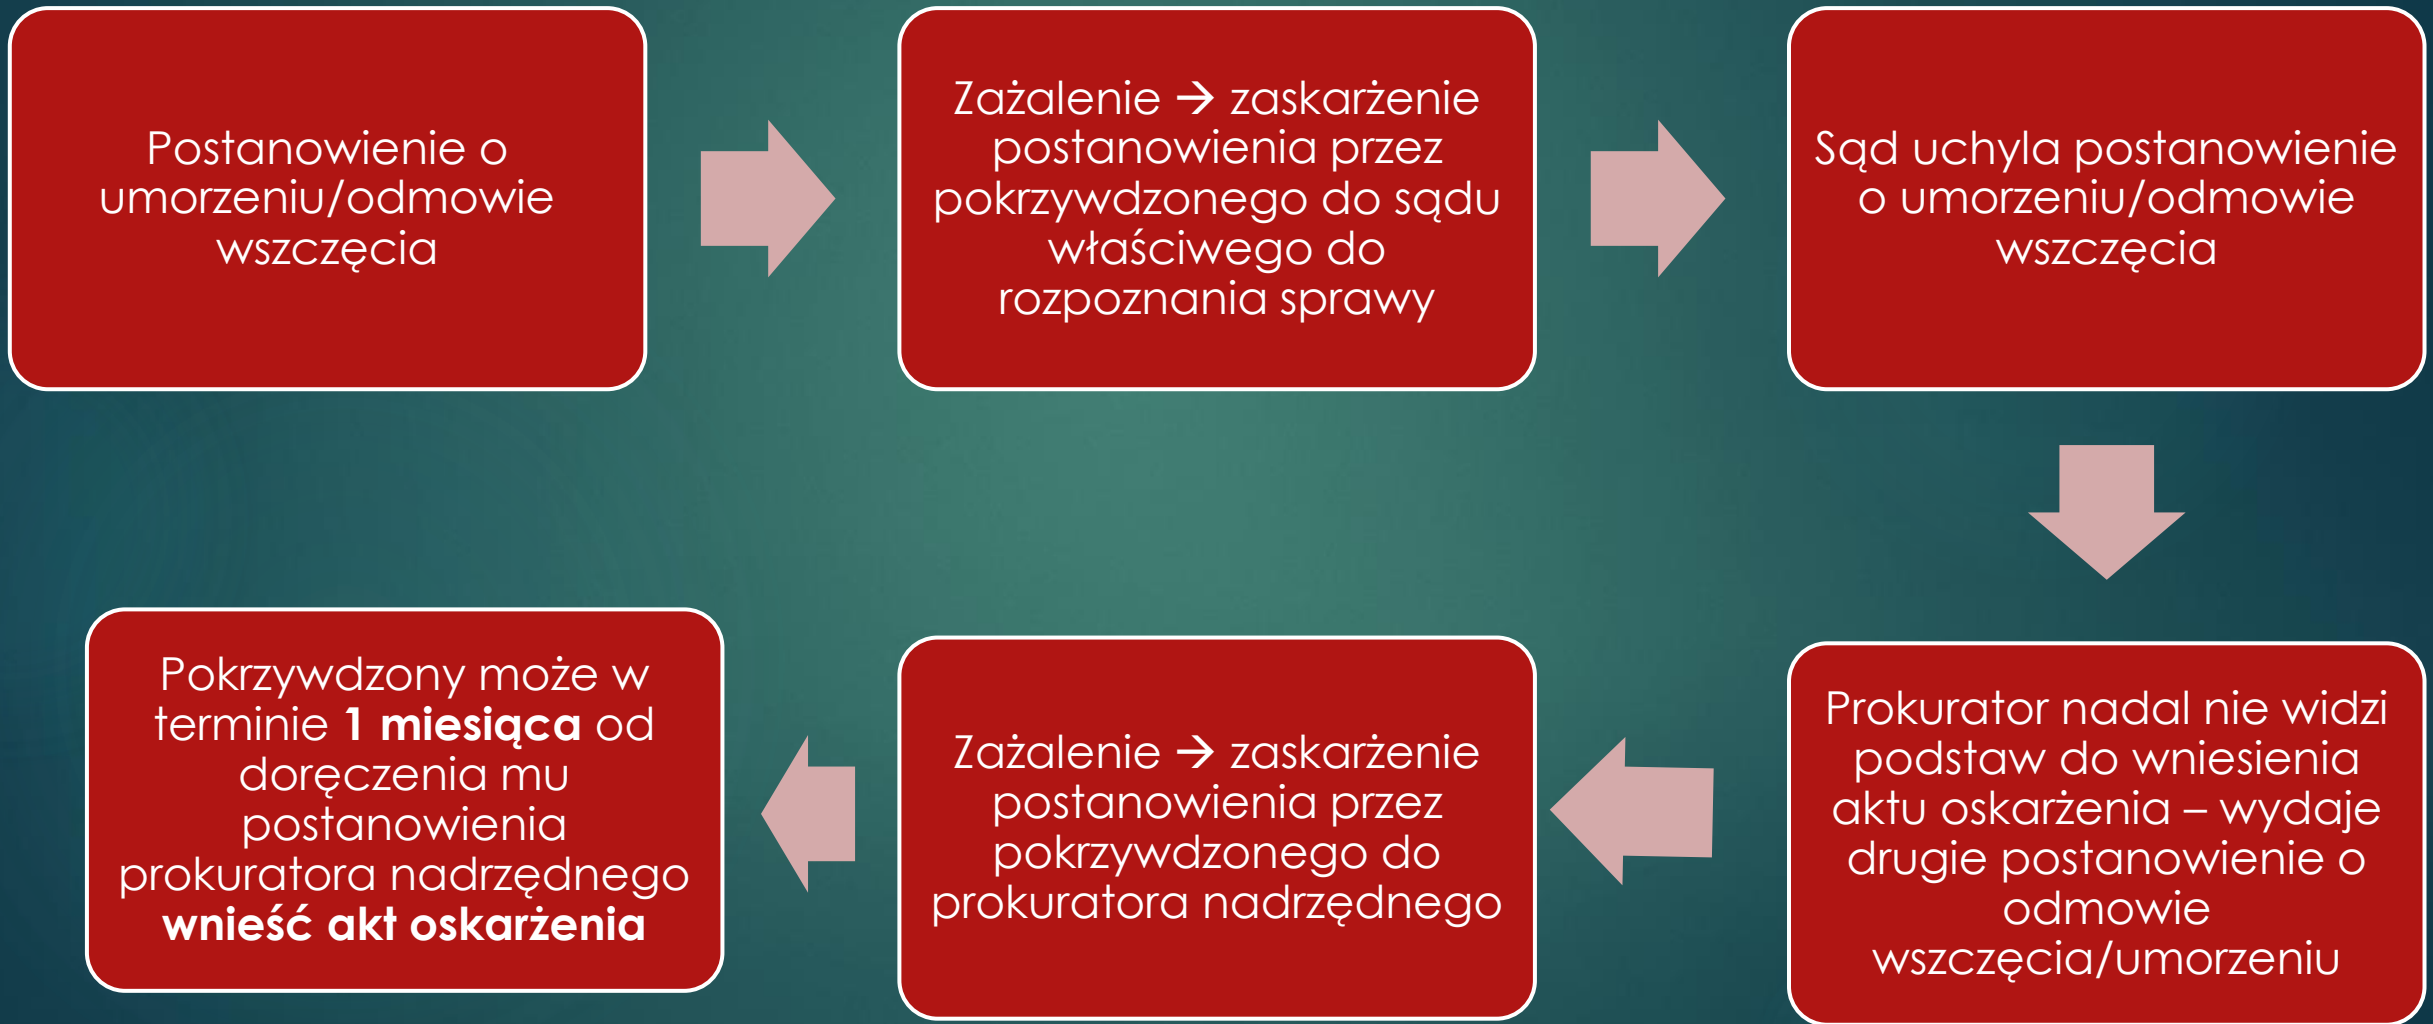 Postanowienie o
umorzeniu/odmowie
wszczęcia
Zażalenie → zaskarżenie
postanowienia przez
pokrzywdzonego do sądu
właściwego do
rozpoznania sprawy
Sąd uchyla postanowienie
o umorzeniu/odmowie
wszczęcia
Prokurator nadal nie widzi
podstaw do wniesienia
aktu oskarżenia – wydaje
drugie postanowienie o
odmowie
wszczęcia/umorzeniu
Zażalenie → zaskarżenie
postanowienia przez
pokrzywdzonego do
prokuratora nadrzędnego
Pokrzywdzony może w
terminie 1 miesiąca od
doręczenia mu
postanowienia
prokuratora nadrzędnego
wnieść akt oskarżenia